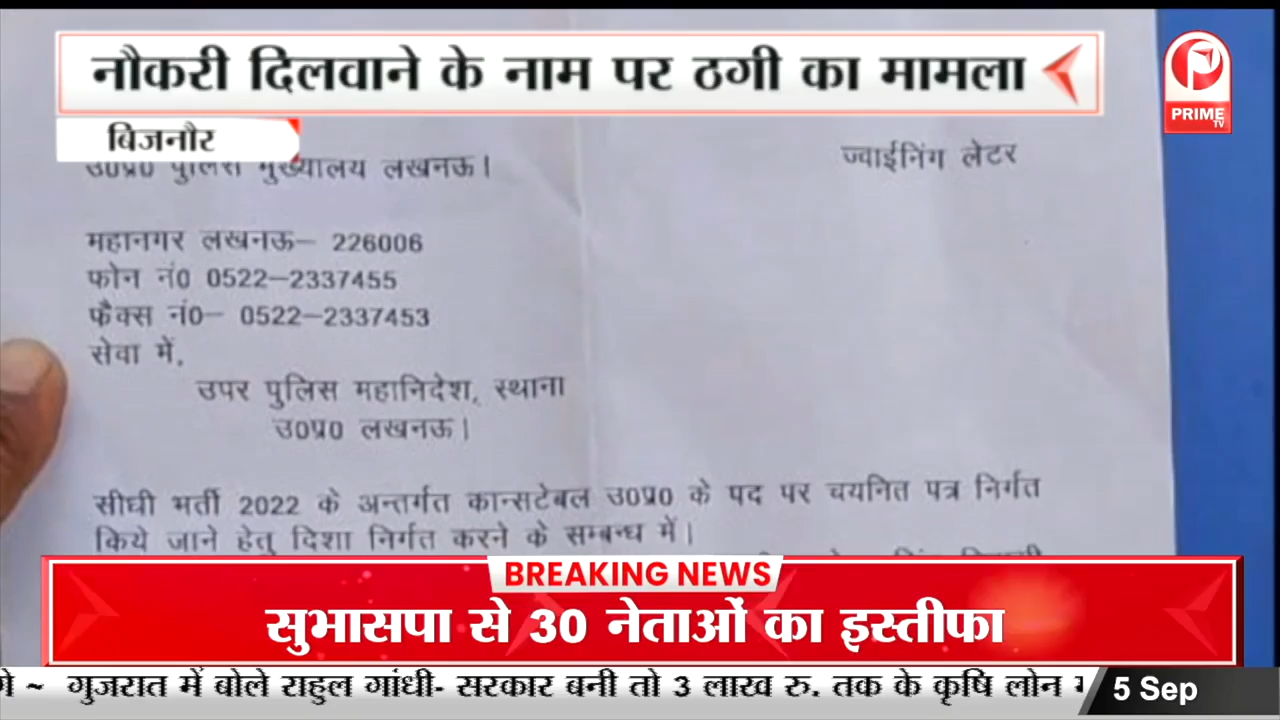 नौकरी दिलवाने के नाम पर ठगी का मामला
PRIME
TV
बिजनौर
उ0प्र0 पुलिस मुख्यालय लखनऊ।
ज्वाईनिंग लेटर
महानगर लखनऊ– 226006
फोन नं0 0522–2337455
फैक्स नं0– 0522–2337453
सेवा में,
उपर पुलिस महानिदेश, स्थाना
उ0प्र0 लखनऊ।
सीधी भर्ती 2022 के अन्तर्गत कान्सटेबल उ0प्र0 के पद पर चयनित पत्र निर्गत
किये जाने हेतु दिशा निर्गत करने के सम्बन्ध में।
BREAKING NEWS
सुभासपा से 30 नेताओं का इस्तीफा
~ गुजरात में बोले राहुल गांधी- सरकार बनी तो 3 लाख रु. तक के कृषि लोन
5 Sep